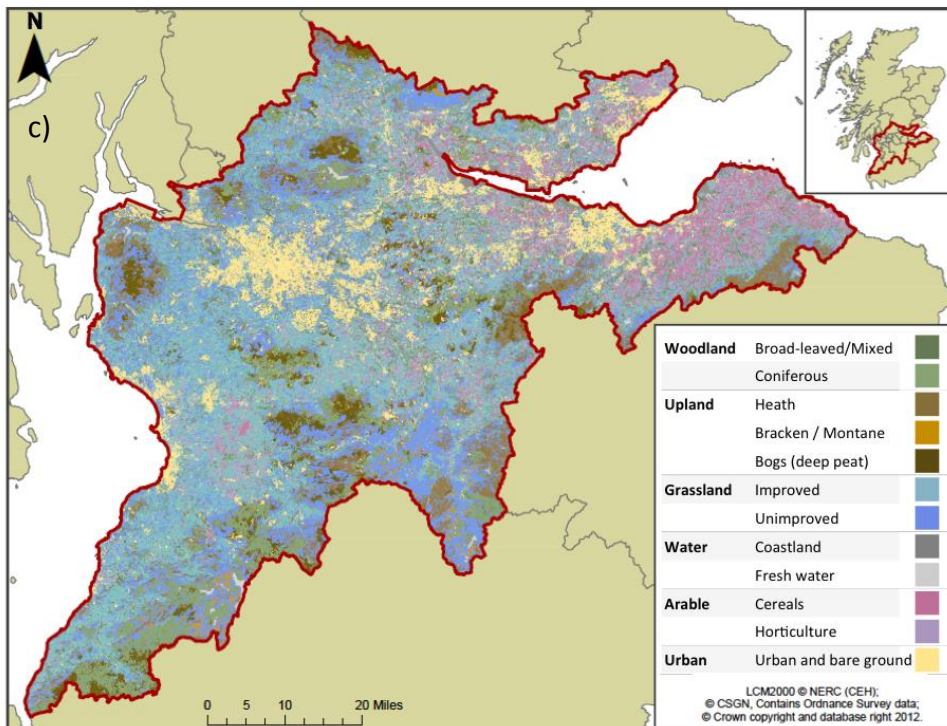 N
c)
Woodland Broad-leaved/Mixed
Coniferous
Upland Heath
Bracken / Montane
Bogs (deep peat)
Grassland Improved
Unimproved
Water Coastland
Fresh water
Arable Cereals
Horticulture
Urban Urban and bare ground
0 5 10 20 Miles
LCM2000 © NERC (CEH);
© CSGN, Contains Ordnance Survey data;
© Crown copyright and database right 2012.